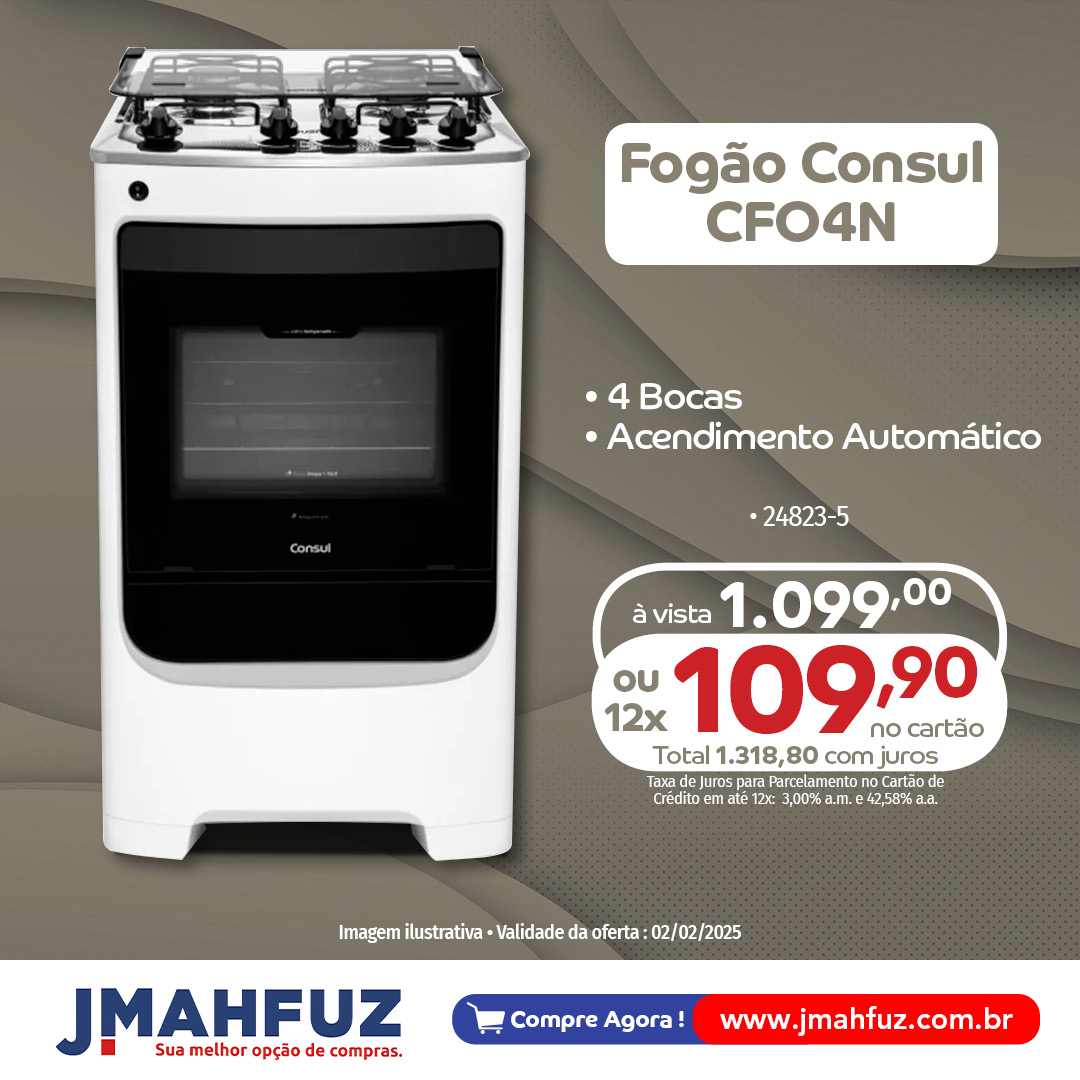 Fogão Consul
CFO4N
• 4 Bocas
• Acendimento Automático
• 24823-5
à vista 1.099,00
ou
12x 109,90
no cartão
Total 1.318,80 com juros
Taxa de Juros para Parcelamento no Cartão de
Crédito em até 12x: 3,00% a.m. e 42,58% a.a.
Consul
Imagem ilustrativa • Validade da oferta : 02/02/2025
JMAHFUZ
Sua melhor opção de compras.
Compre Agora !
www.jmahfuz.com.br